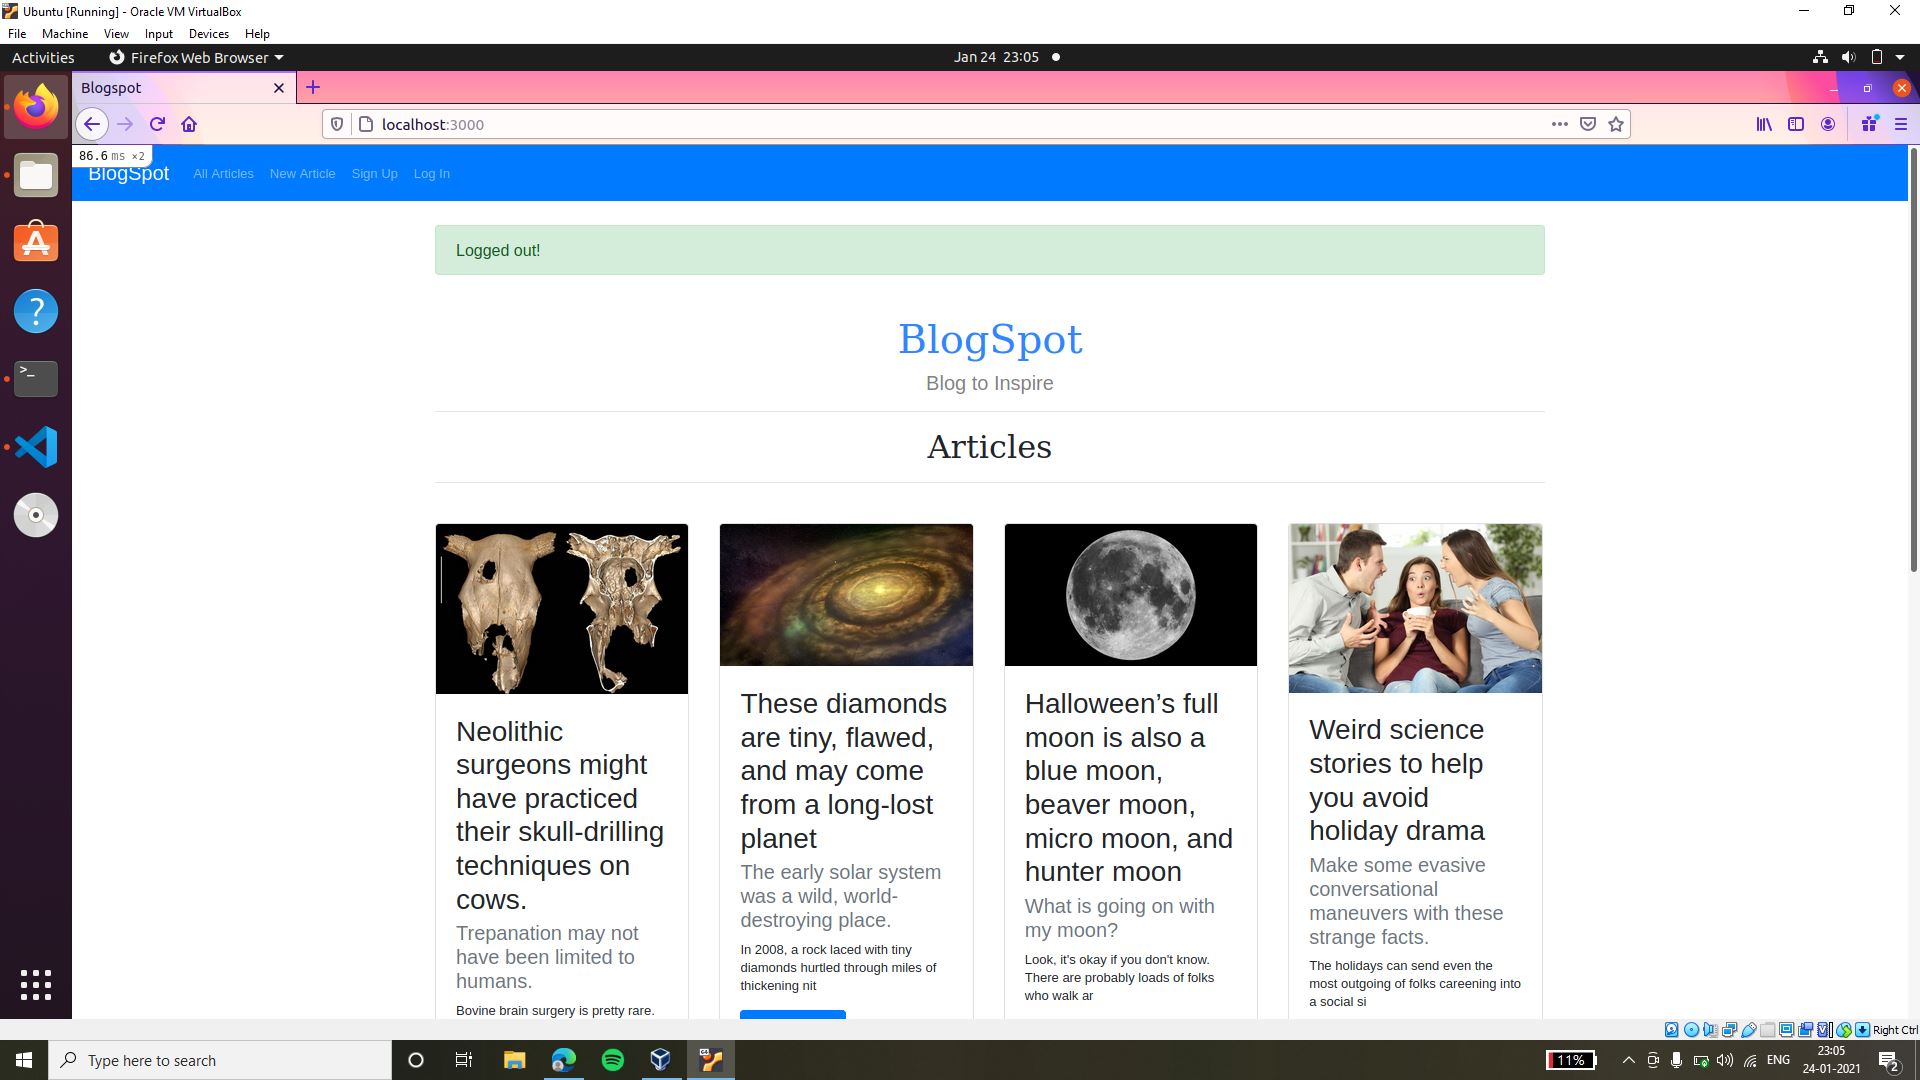 Ubuntu [Running] - Oracle VM VirtualBox
File Machine View Input Devices Help
Activities Firefox Web Browser Jan 24 23:05
Blogspot
localhost:3000
86.6 ms ×2
BlogSpot All Articles New Article Sign Up Log In
Logged out!
BlogSpot
Blog to Inspire
Articles
Neolithic
surgeons might
have practiced
their skull-drilling
techniques on
cows.
Trepanation may not
have been limited to
humans.
Bovine brain surgery is pretty rare.
These diamonds
are tiny, flawed,
and may come
from a long-lost
planet
The early solar system
was a wild, world-
destroying place.
In 2008, a rock laced with tiny
diamonds hurtled through miles of
thickening nit
Halloween’s full
moon is also a
blue moon,
beaver moon,
micro moon, and
hunter moon
What is going on with
my moon?
Look, it's okay if you don't know.
There are probably loads of folks
who walk ar
Weird science
stories to help
you avoid
holiday drama
Make some evasive
conversational
maneuvers with these
strange facts.
The holidays can send even the
most outgoing of folks careening into
a social si
Right Ctrl
Type here to search
11%
ENG
23:05
24-01-2021
2